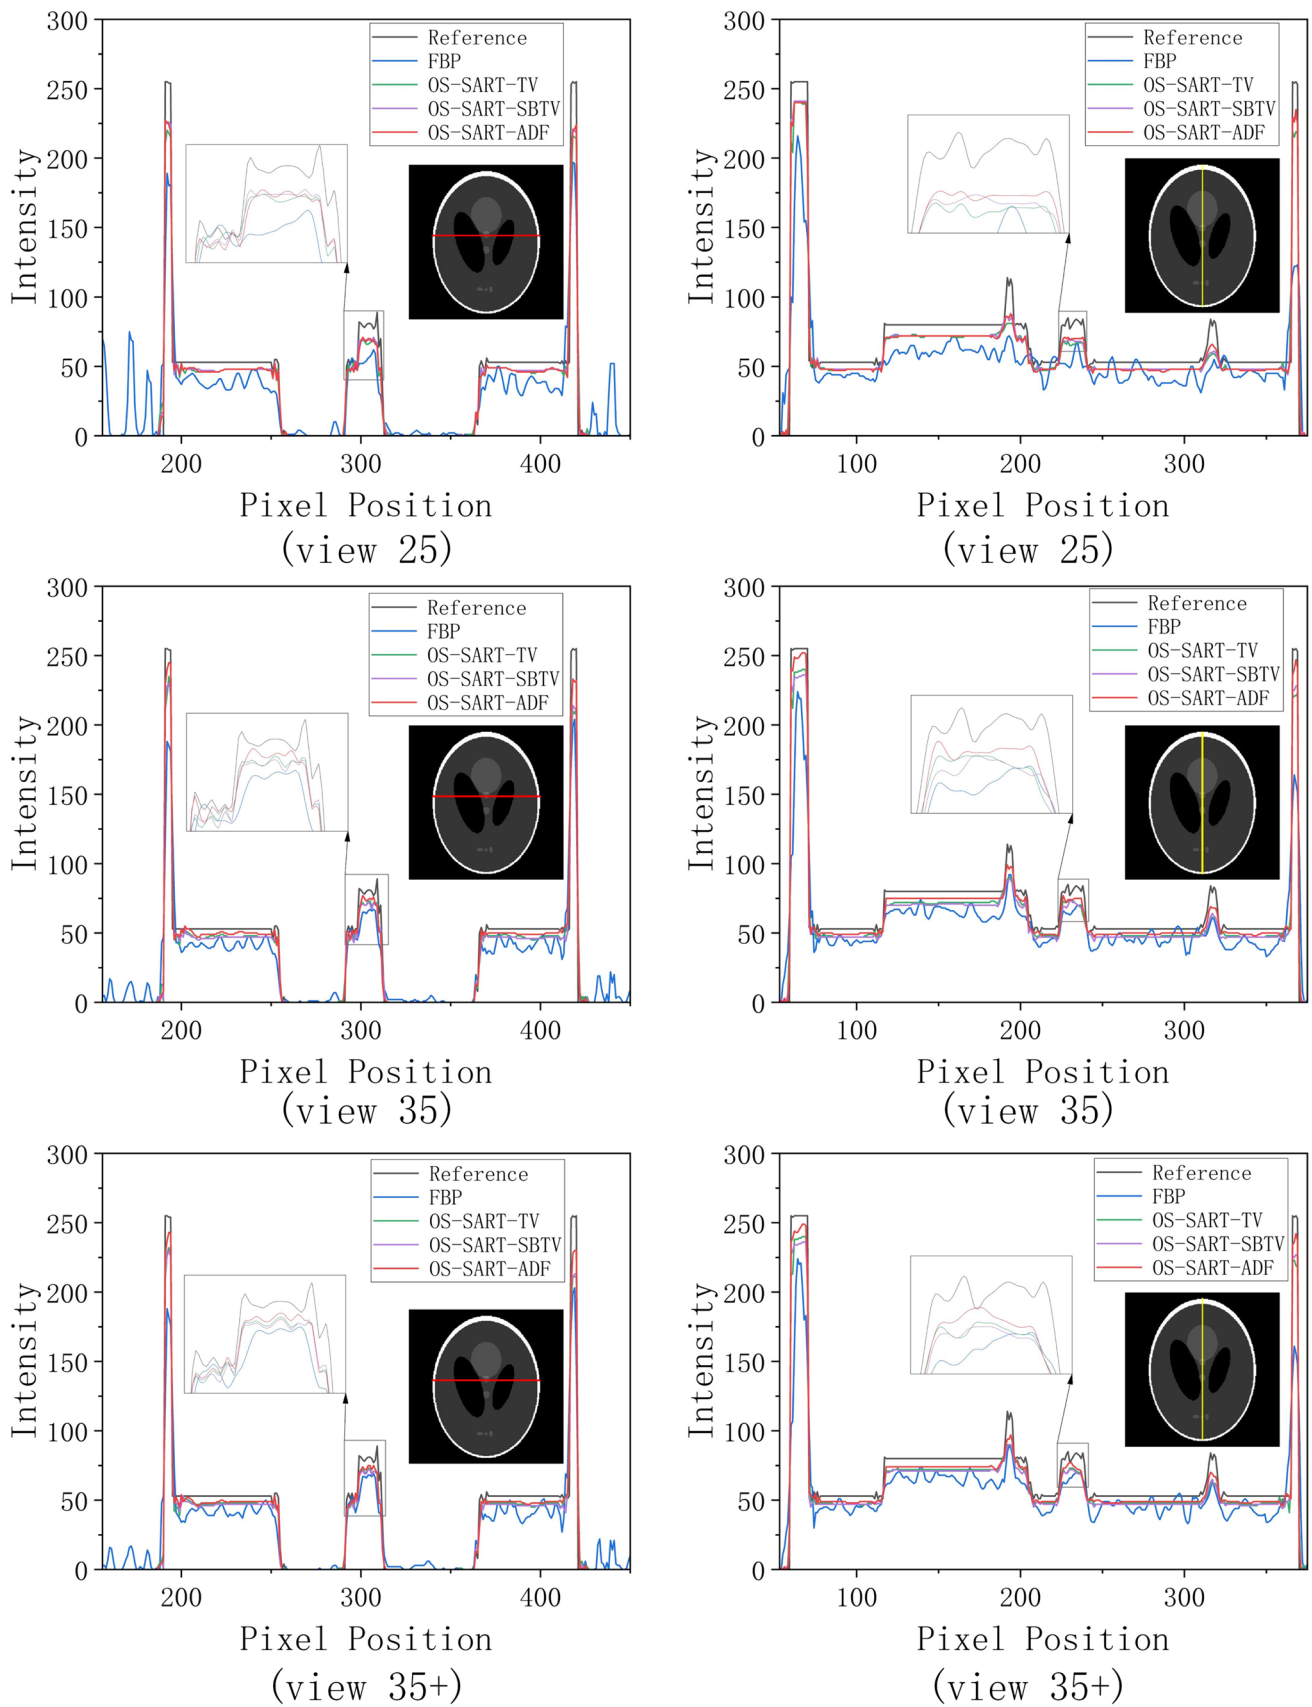 300
250
200
150
100
50
0
Intensity
Reference
FBP
OS-SART-TV
OS-SART-SBTV
OS-SART-ADF
200 300 400
Pixel Position
(view 25)
300
250
200
150
100
50
0
Intensity
Reference
FBP
OS-SART-TV
OS-SART-SBTV
OS-SART-ADF
100 200 300
Pixel Position
(view 25)
300
250
200
150
100
50
0
Intensity
Reference
FBP
OS-SART-TV
OS-SART-SBTV
OS-SART-ADF
200 300 400
Pixel Position
(view 35)
300
250
200
150
100
50
0
Intensity
Reference
FBP
OS-SART-TV
OS-SART-SBTV
OS-SART-ADF
100 200 300
Pixel Position
(view 35)
300
250
200
150
100
50
0
Intensity
Reference
FBP
OS-SART-TV
OS-SART-SBTV
OS-SART-ADF
200 300 400
Pixel Position
(view 35+)
300
250
200
150
100
50
0
Intensity
Reference
FBP
OS-SART-TV
OS-SART-SBTV
OS-SART-ADF
100 200 300
Pixel Position
(view 35+)